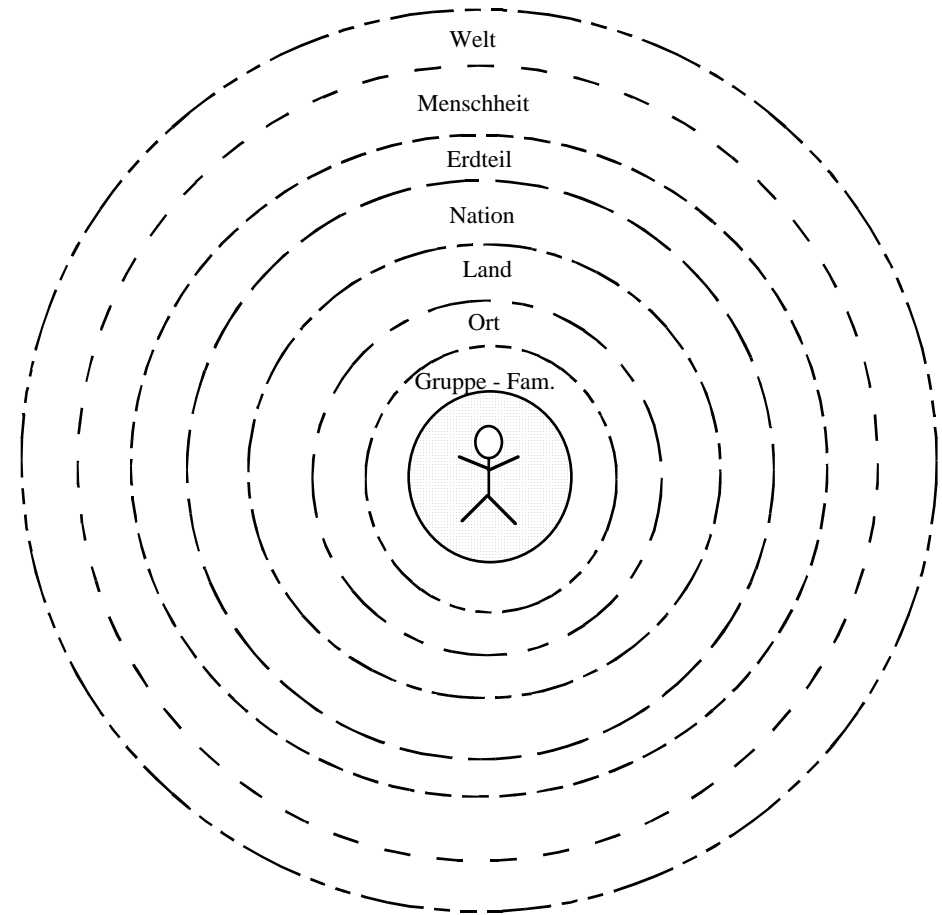 Welt
Menschheit
Erdteil
Nation
Land
Ort
Gruppe - Fam.